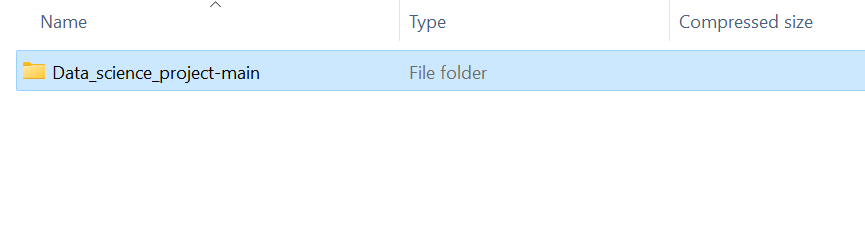 Name Type Compressed size
Data_science_project-main File folder